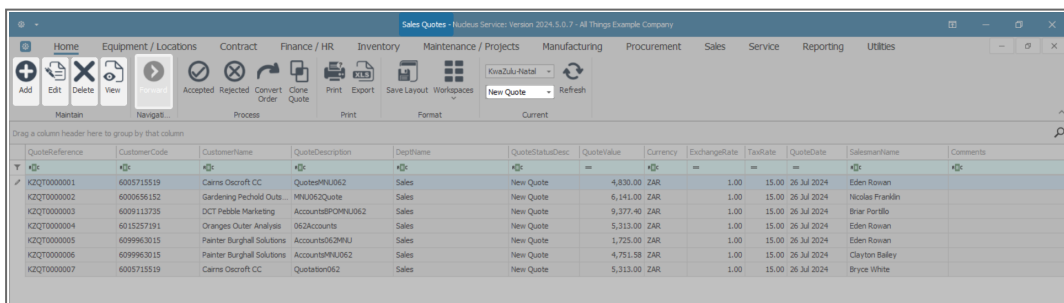 Sales Quotes - Nucleus Service: Version 2024.5.0.7 - All Things Example Company
Home Equipment / Locations Contract Finance / HR Inventory Maintenance / Projects Manufacturing Procurement Sales Service Reporting Utilities
Add Edit Delete View Forward Accepted Rejected Convert Order Clone Quote Print Export Save Layout Workspaces KwaZulu-Natal New Quote Refresh
XLS
Maintain Navigati... Process Print Format Current
Drag a column header here to group by that column
QuoteReference CustomerCode CustomerName QuoteDescription DeptName QuoteStatusDesc QuoteValue Currency ExchangeRate TaxRate QuoteDate SalesmanName Comments
KZQT0000001 6005715519 Cairns Oscroft CC QuotesMNU062 Sales New Quote 4,830.00 ZAR 1.00 15.00 26 Jul 2024 Eden Rowan
KZQT0000002 6000656152 Gardening Pechold Outs... MNU062Quote Sales New Quote 6,141.00 ZAR 1.00 15.00 26 Jul 2024 Nicolas Franklin
KZQT0000003 6009113735 DCT Pebble Marketing AccountsBPOMNU062 Sales New Quote 9,377.40 ZAR 1.00 15.00 26 Jul 2024 Briar Portillo
KZQT0000004 6015257191 Oranges Outer Analysis 062Accounts Sales New Quote 5,313.00 ZAR 1.00 15.00 26 Jul 2024 Eden Rowan
KZQT0000005 6099963015 Painter Burghall Solutions Accounts062MNU Sales New Quote 1,725.00 ZAR 1.00 15.00 26 Jul 2024 Eden Rowan
KZQT0000006 6099963015 Painter Burghall Solutions AccountsMNU062 Sales New Quote 4,751.58 ZAR 1.00 15.00 26 Jul 2024 Clayton Bailey
KZQT0000007 6005715519 Cairns Oscroft CC Quotation062 Sales New Quote 5,313.00 ZAR 1.00 15.00 26 Jul 2024 Bryce White